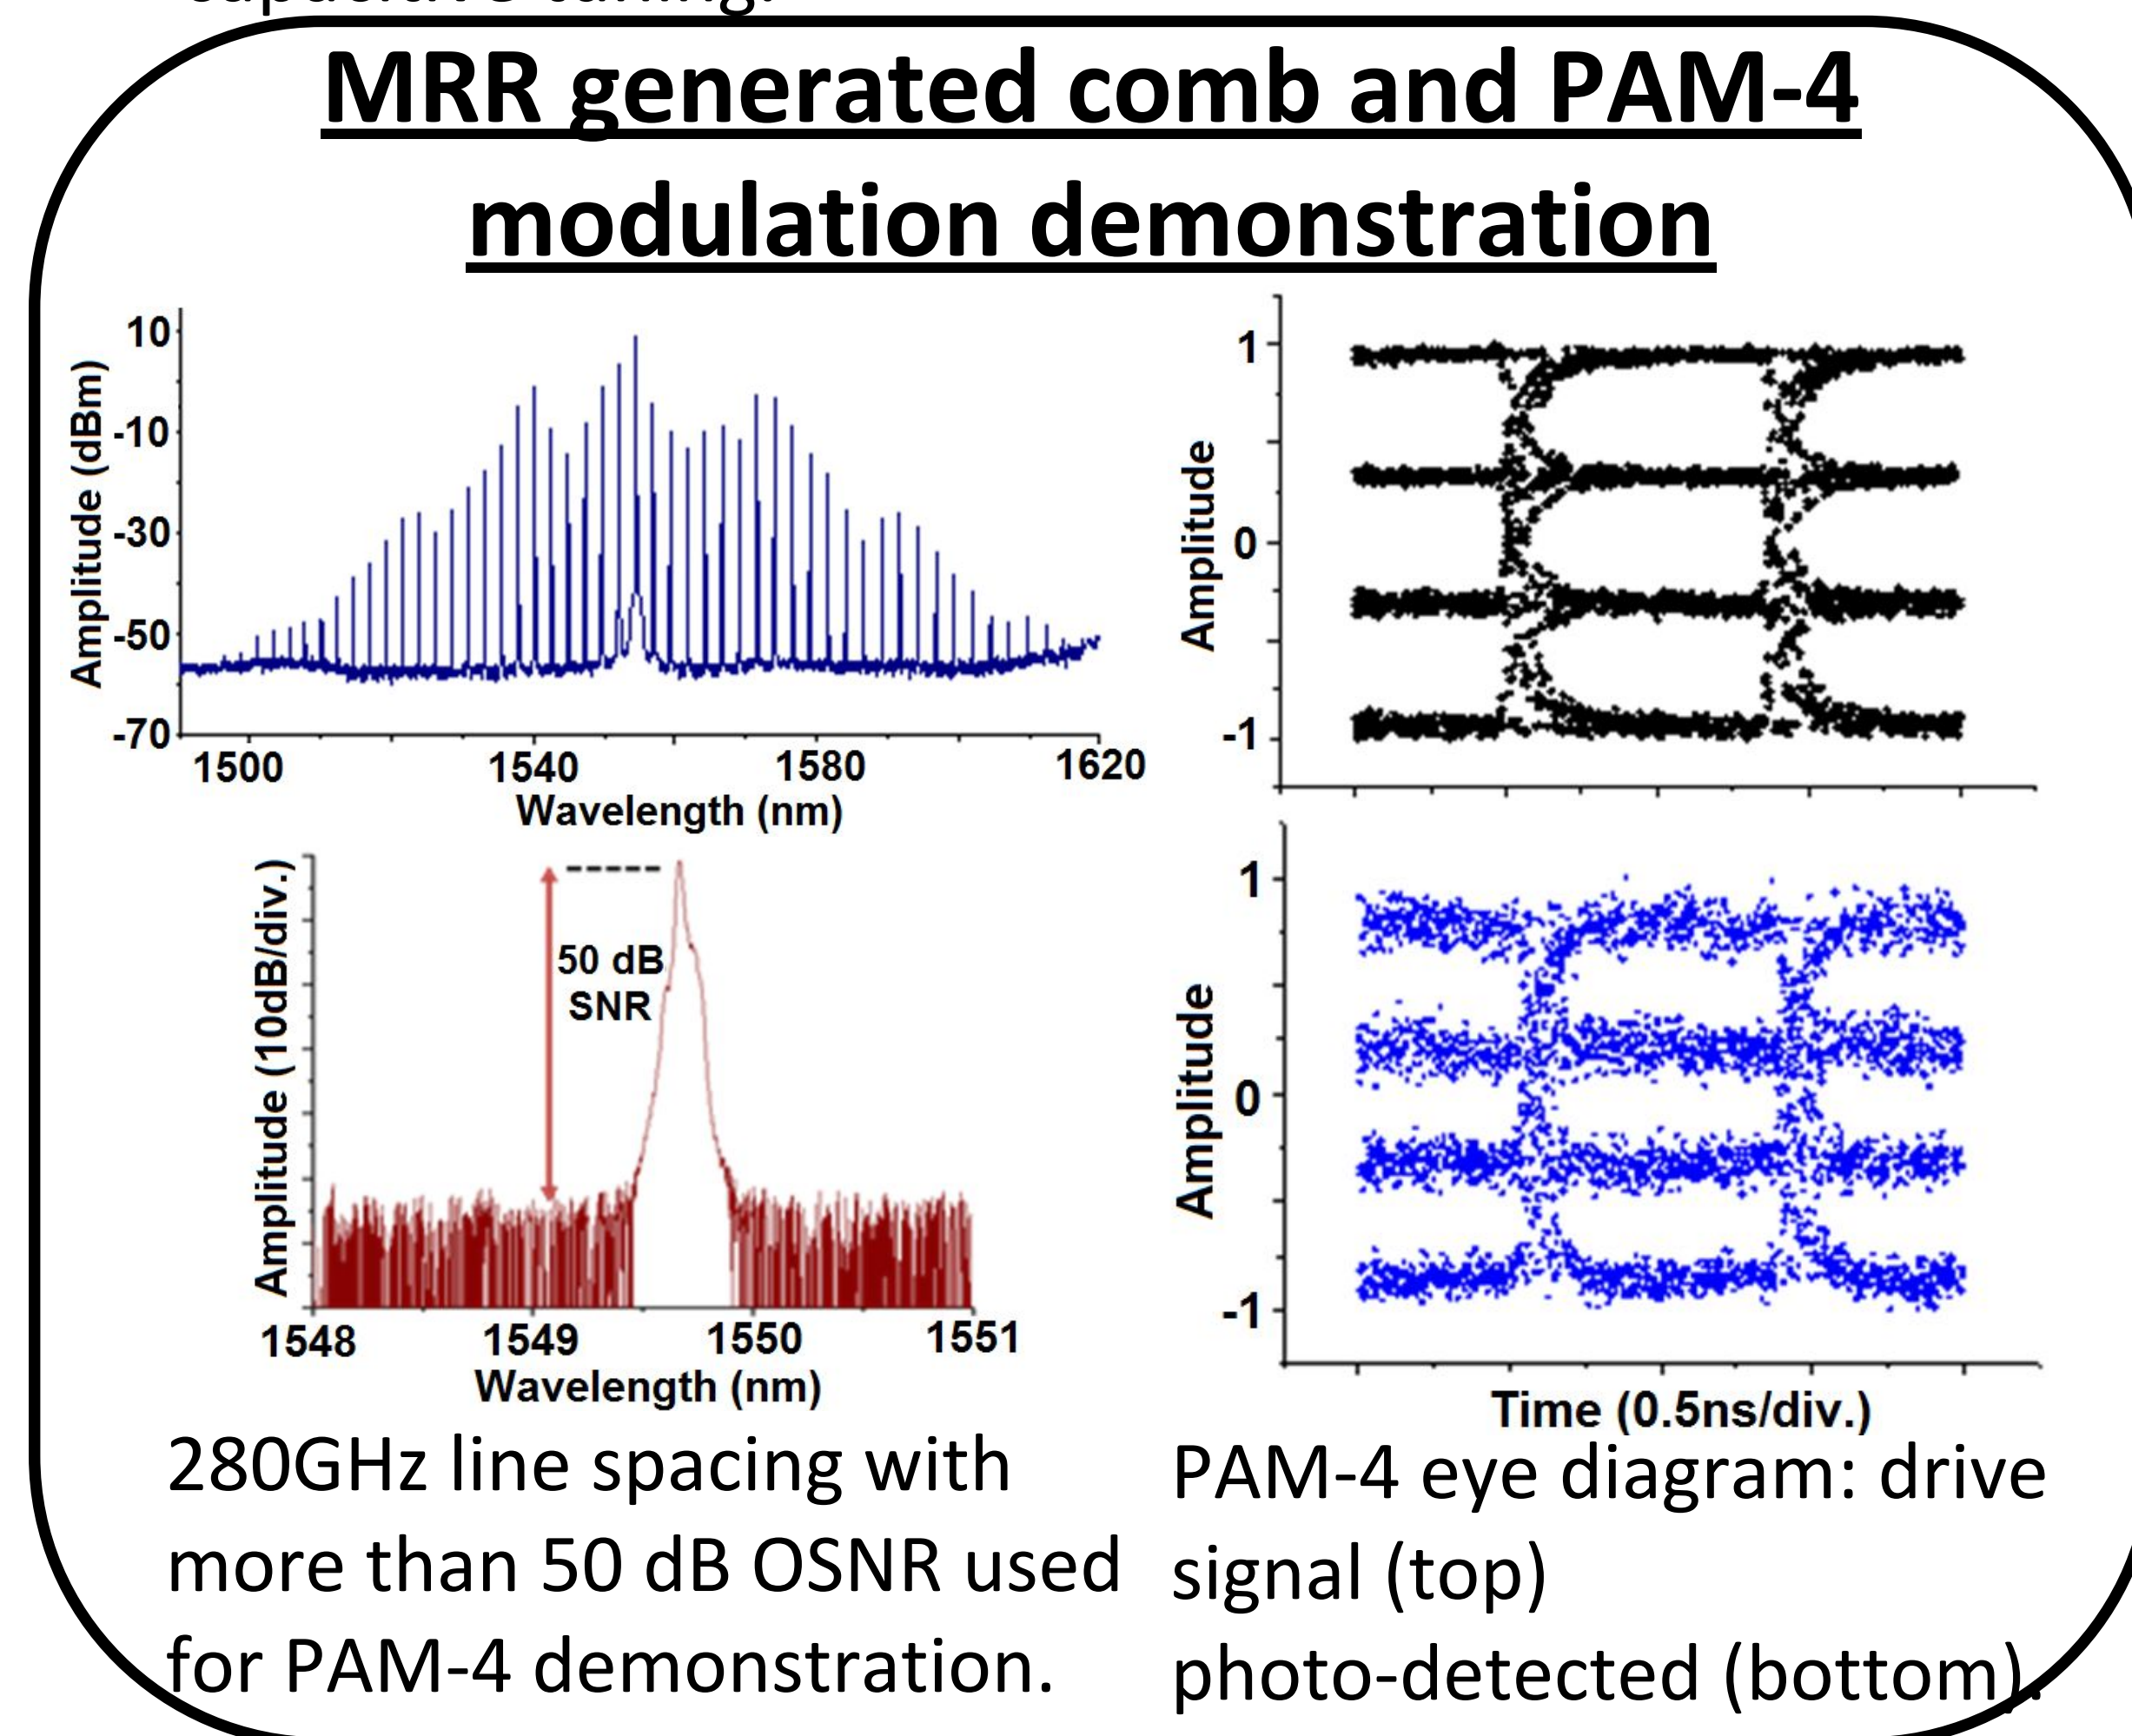 MRR generated comb and PAM-4
modulation demonstration
10
-10
-30
-50
-70
Amplitude (dBm)
1500 1540 1580 1620
Wavelength (nm)
1
0
-1
Amplitude
Amplitude (10dB/div.)
50 dB
SNR
1548 1549 1550 1551
Wavelength (nm)
1
0
-1
Amplitude
Time (0.5ns/div.)
280GHz line spacing with
more than 50 dB OSNR used
for PAM-4 demonstration.
PAM-4 eye diagram: drive
signal (top)
photo-detected (bottom).